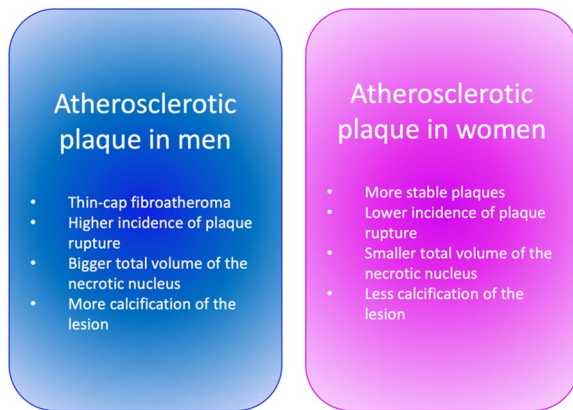 Atherosclerotic
plaque in men
• Thin-cap fibroatheroma
• Higher incidence of plaque
rupture
• Bigger total volume of the
necrotic nucleus
• More calcification of the
lesion
Atherosclerotic
plaque in women
• More stable plaques
• Lower incidence of plaque
rupture
• Smaller total volume of the
necrotic nucleus
• Less calcification of the
lesion